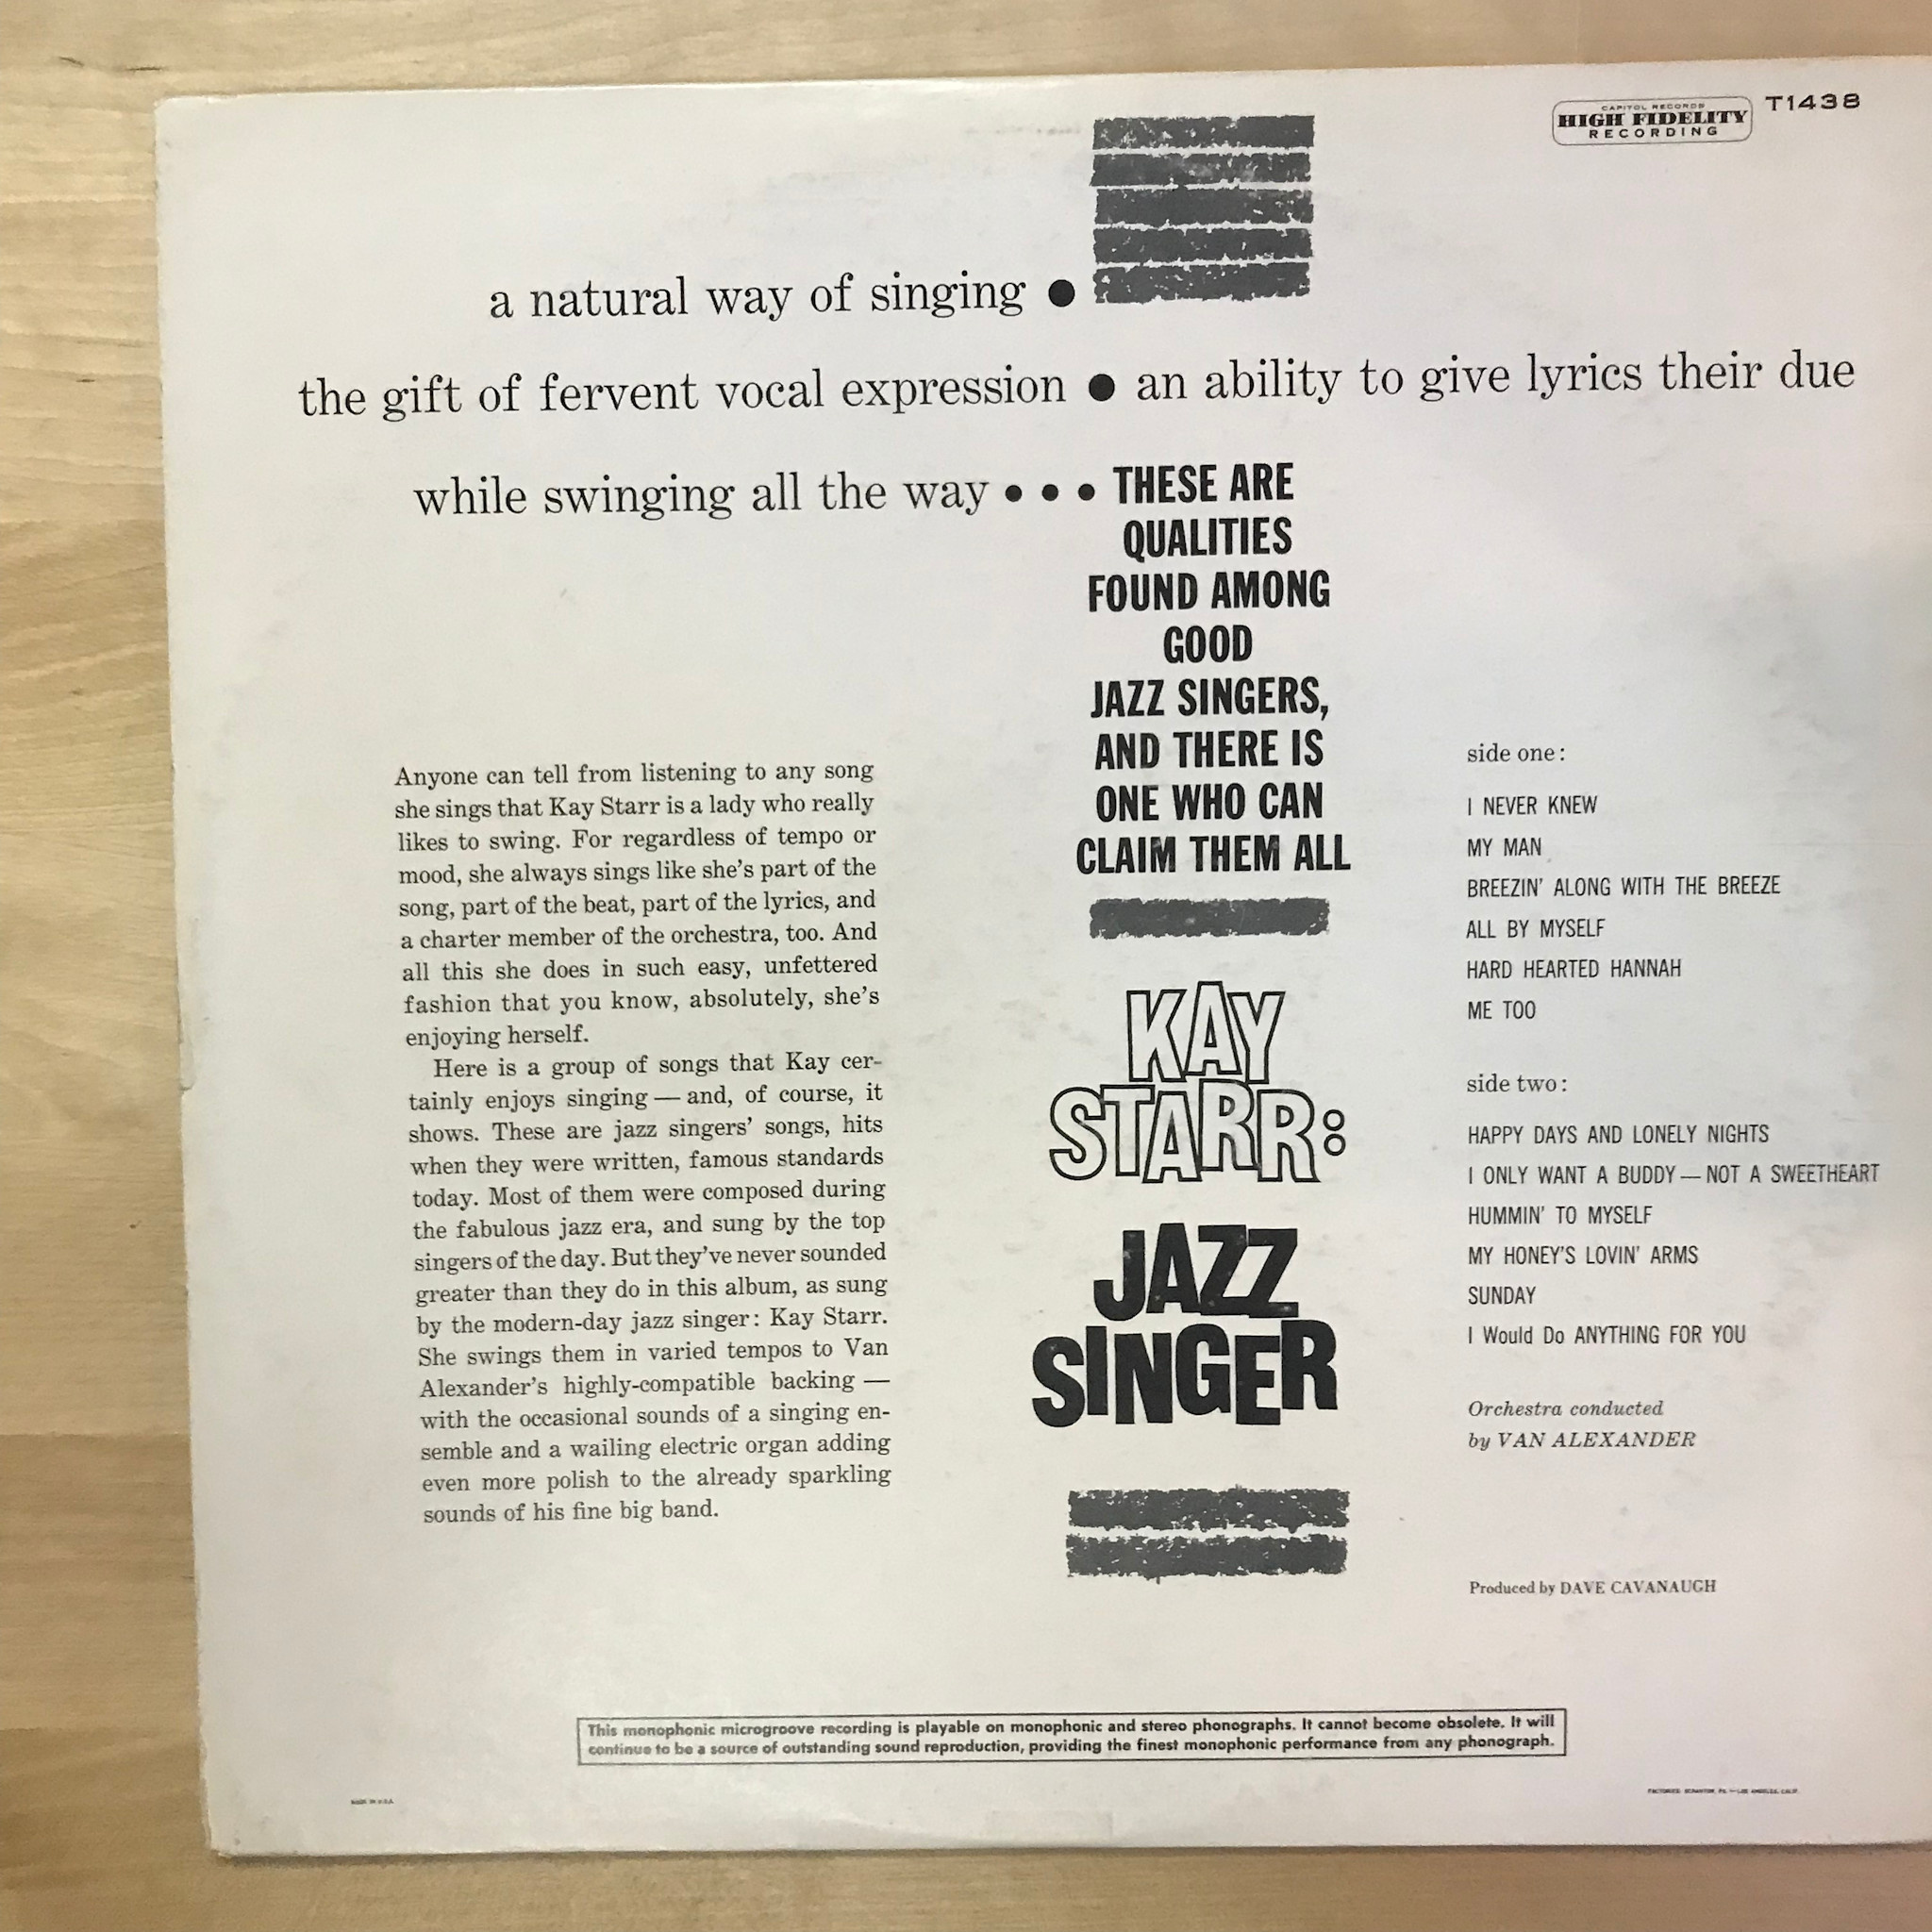 CAPITOL RECORDS
HIGH FIDELITY
RECORDING
T1438
a natural way of singing ●
the gift of fervent vocal expression ● an ability to give lyrics their due
while swinging all the way • • • THESE ARE
QUALITIES
FOUND AMONG
GOOD
JAZZ SINGERS,
AND THERE IS
ONE WHO CAN
CLAIM THEM ALL
Anyone can tell from listening to any song
she sings that Kay Starr is a lady who really
likes to swing. For regardless of tempo or
mood, she always sings like she's part of the
song, part of the beat, part of the lyrics, and
a charter member of the orchestra, too. And
all this she does in such easy, unfettered
fashion that you know, absolutely, she's
enjoying herself.
Here is a group of songs that Kay cer-
tainly enjoys singing — and, of course, it
shows. These are jazz singers' songs, hits
when they were written, famous standards
today. Most of them were composed during
the fabulous jazz era, and sung by the top
singers of the day. But they've never sounded
greater than they do in this album, as sung
by the modern-day jazz singer: Kay Starr.
She swings them in varied tempos to Van
Alexander's highly-compatible backing —
with the occasional sounds of a singing en-
semble and a wailing electric organ adding
even more polish to the already sparkling
sounds of his fine big band.
KAY
STARR:
JAZZ
SINGER
side one:
I NEVER KNEW
MY MAN
BREEZIN' ALONG WITH THE BREEZE
ALL BY MYSELF
HARD HEARTED HANNAH
ME TOO
side two:
HAPPY DAYS AND LONELY NIGHTS
I ONLY WANT A BUDDY — NOT A SWEETHEART
HUMMIN' TO MYSELF
MY HONEY'S LOVIN' ARMS
SUNDAY
I Would Do ANYTHING FOR YOU
Orchestra conducted
by VAN ALEXANDER
Produced by DAVE CAVANAUGH
This monophonic microgroove recording is playable on monophonic and stereo phonographs. It cannot become obsolete. It will
continue to be a source of outstanding sound reproduction, providing the finest monophonic performance from any phonograph.
MADE IN U.S.A.
FACTORIES: SCRANTON, PA. — LOS ANGELES, CALIF.